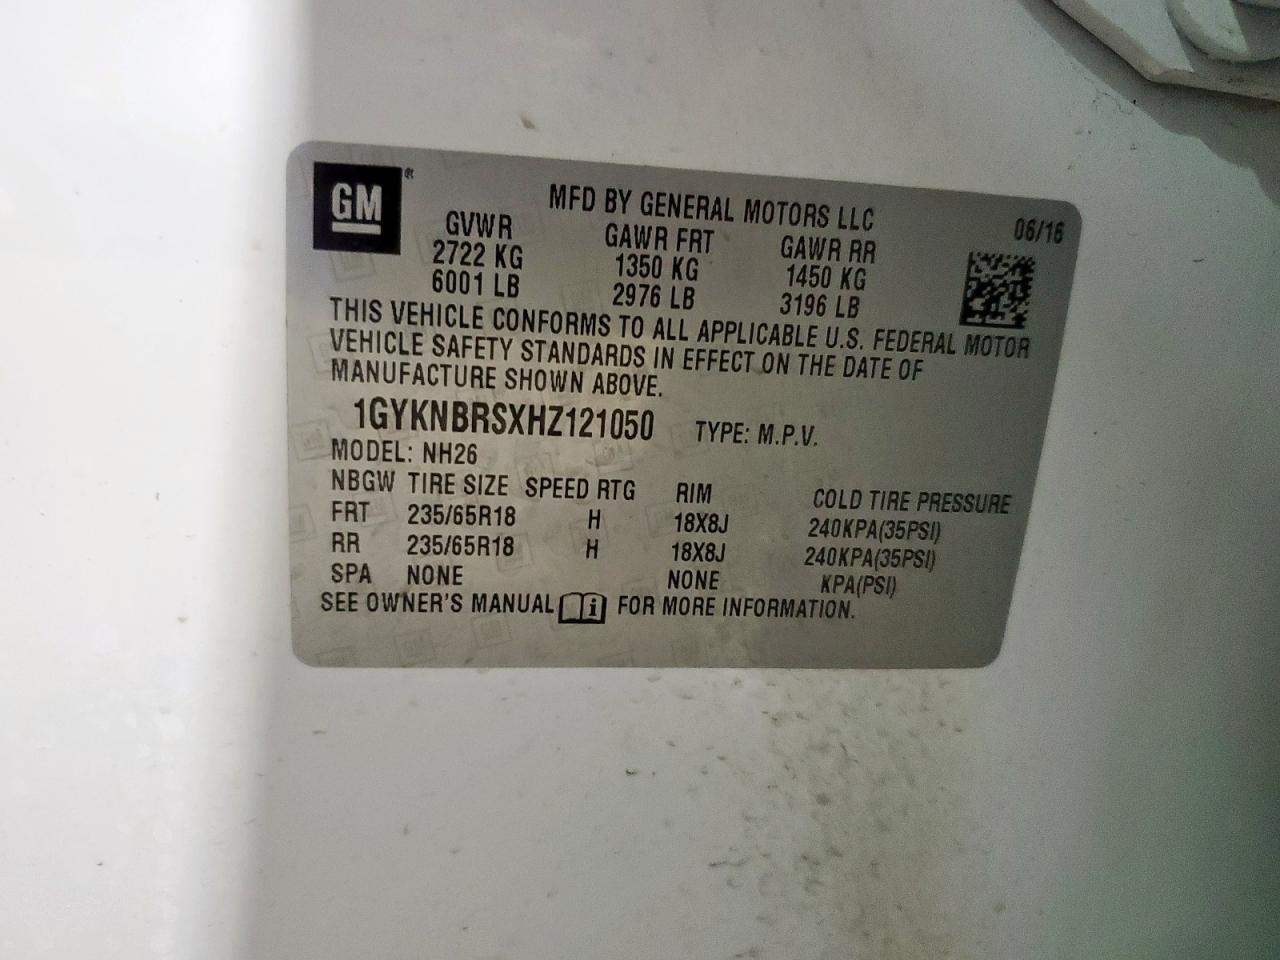 GM®
MFD BY GENERAL MOTORS LLC
06/16
GVWR GAWR FRT GAWR RR
2722 KG 1350 KG 1450 KG
6001 LB 2976 LB 3196 LB
THIS VEHICLE CONFORMS TO ALL APPLICABLE U.S. FEDERAL MOTOR
VEHICLE SAFETY STANDARDS IN EFFECT ON THE DATE OF
MANUFACTURE SHOWN ABOVE.
1GYKNBRSXHZ121050 TYPE: M.P.V.
MODEL: NH26
NBGW TIRE SIZE SPEED RTG RIM COLD TIRE PRESSURE
FRT 235/65R18 H 18X8J 240KPA(35PSI)
RR 235/65R18 H 18X8J 240KPA(35PSI)
SPA NONE NONE KPA(PSI)
SEE OWNER'S MANUAL i FOR MORE INFORMATION.